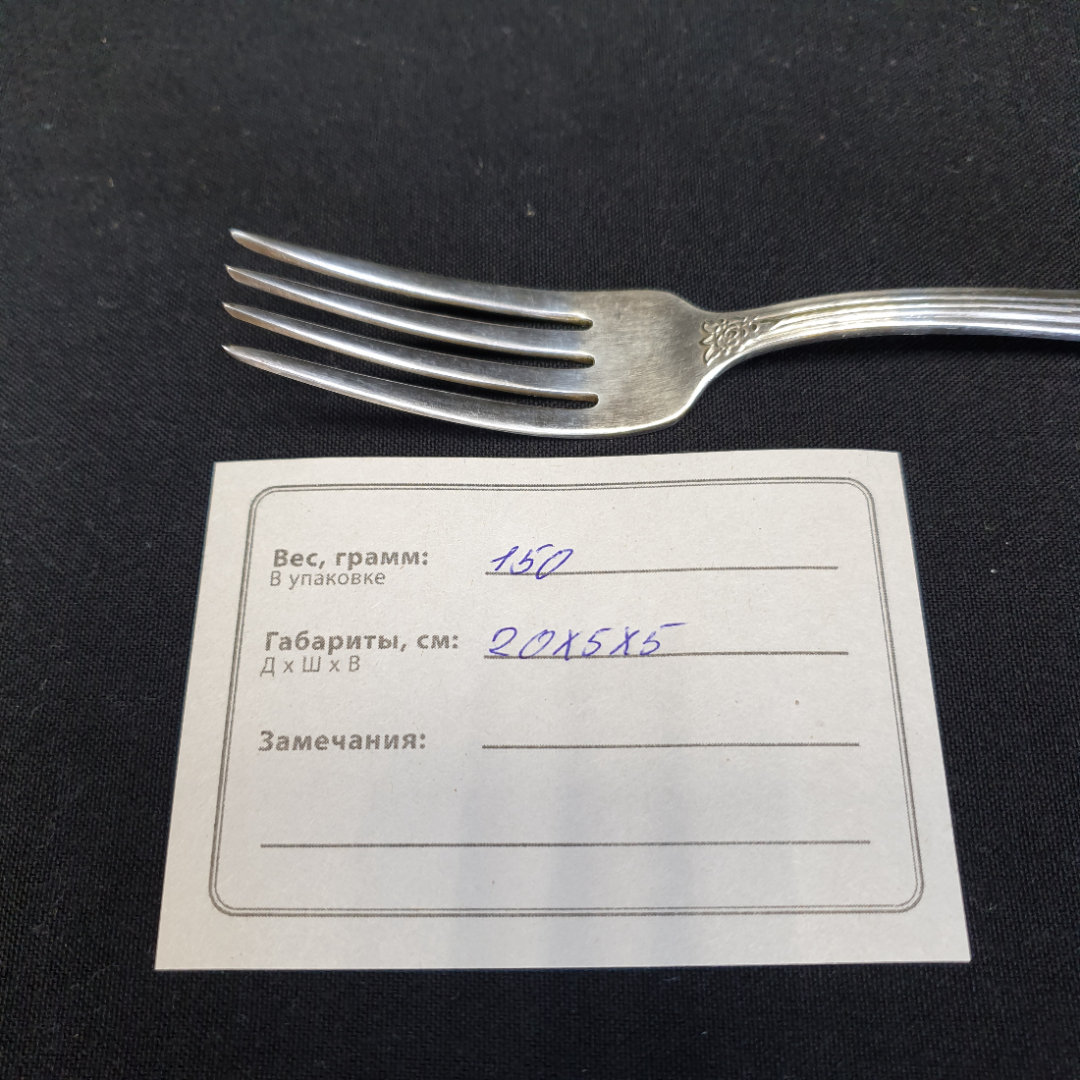 Вес, грамм: 150
В упаковке
Габариты, см: 20х5х5
Д х Ш х В
Замечания: